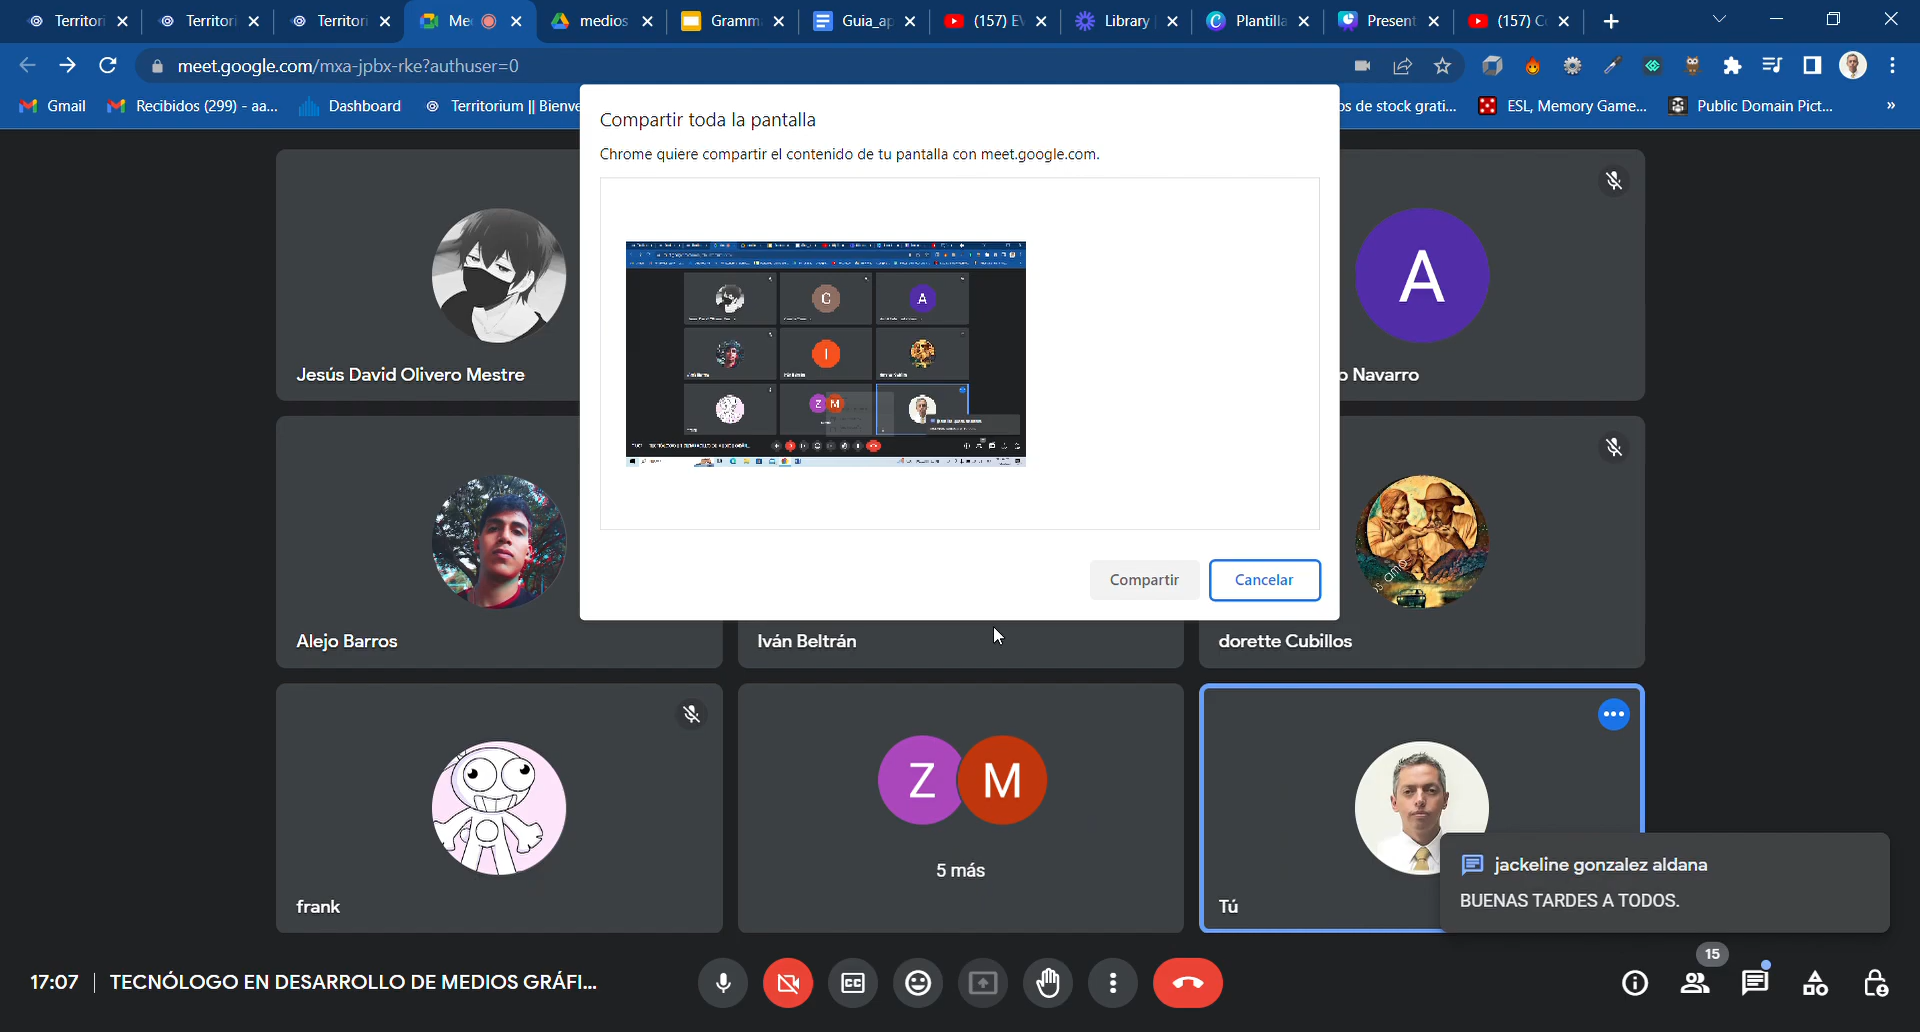 Territori
Territori
Territori
Me
medios
Gramm
Guia_ap
(157) E
Library
Plantilla
Present
(157) C
meet.google.com/mxa-jpbx-rke?authuser=0
Gmail
Recibidos (299) - aa...
Dashboard
Territorium || Bienve
os de stock grati...
ESL, Memory Game...
Public Domain Pict...
»
Compartir toda la pantalla
Chrome quiere compartir el contenido de tu pantalla con meet.google.com.
Compartir
Cancelar
C
A
I
Z M
A
Jesús David Olivero Mestre
o Navarro
Alejo Barros
Iván Beltrán
dorette Cubillos
os amo
Z M
5 más
frank
Tú
jackeline gonzalez aldana
BUENAS TARDES A TODOS.
17:07 | TECNÓLOGO EN DESARROLLO DE MEDIOS GRÁFI...
CC
15